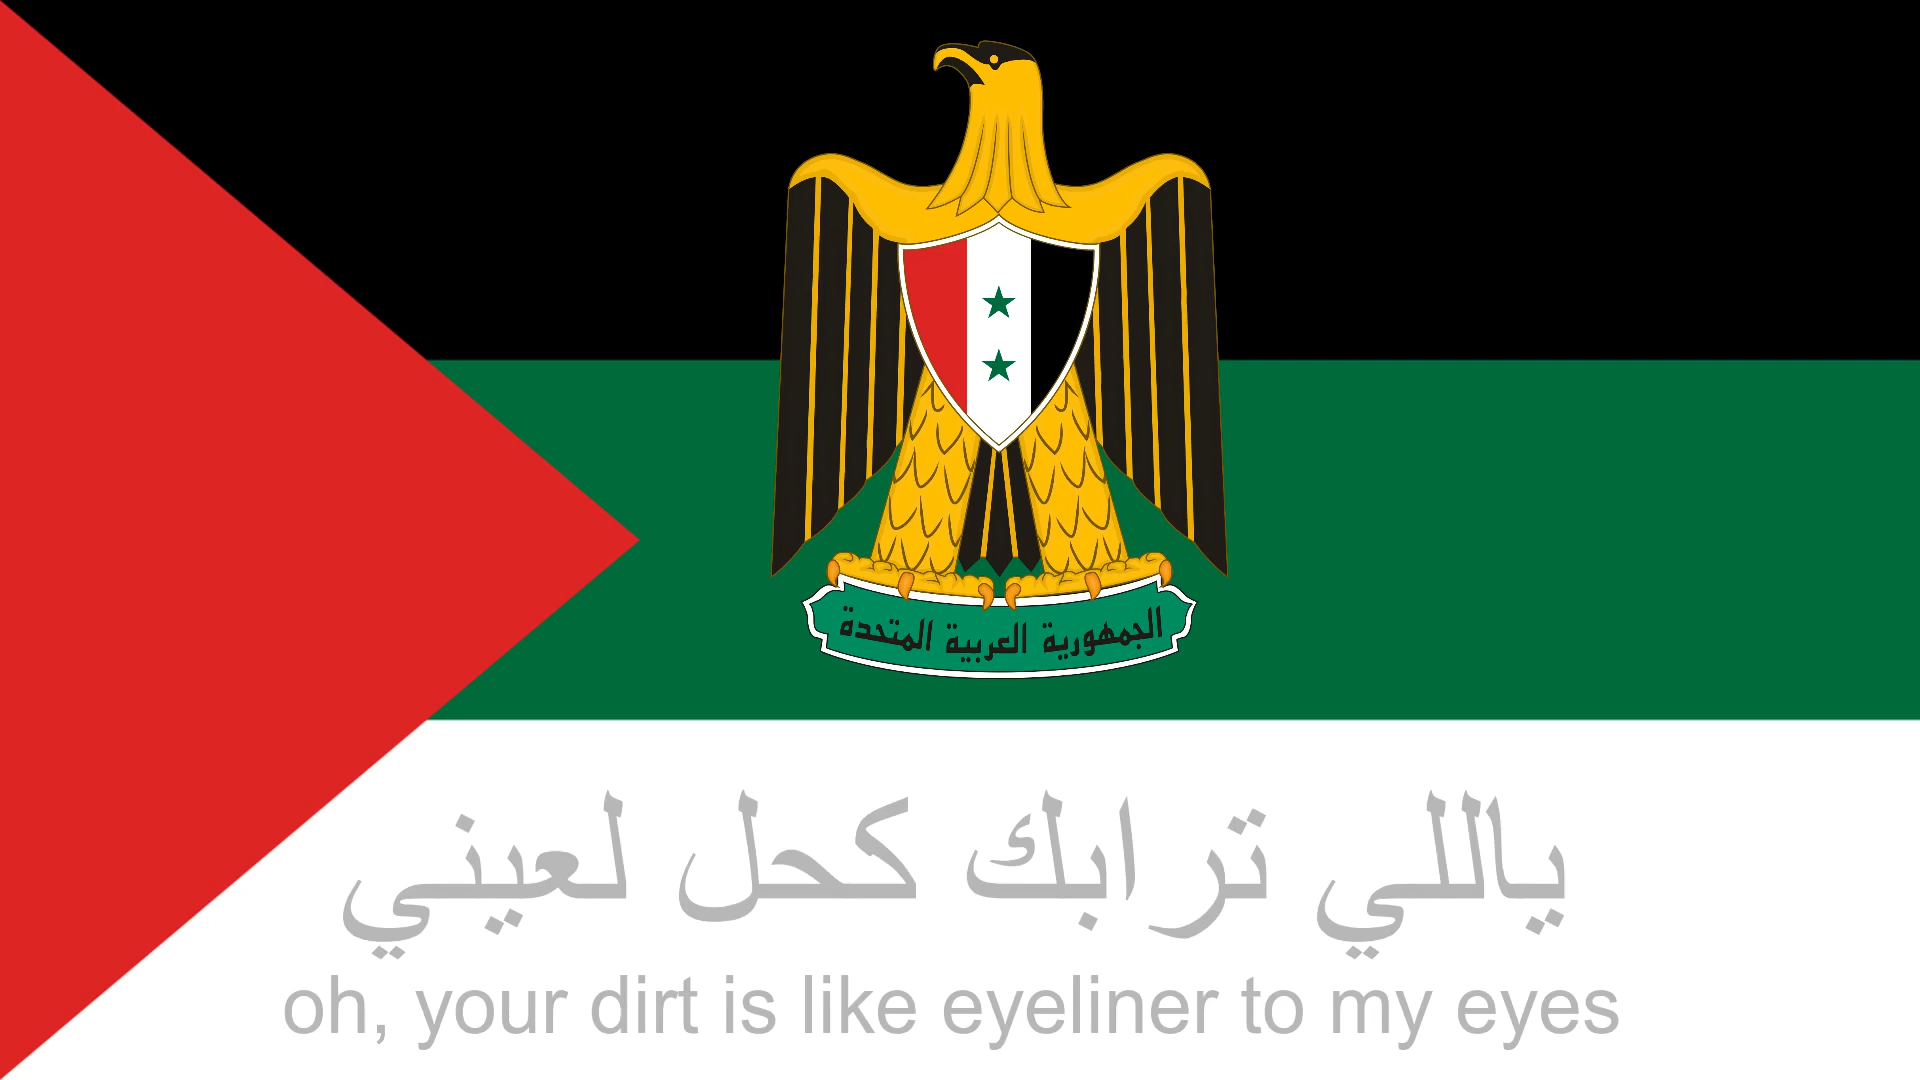 الجمهورية العربية المتحدة
ياللي ترابك كحل لعيني
oh, your dirt is like eyeliner to my eyes